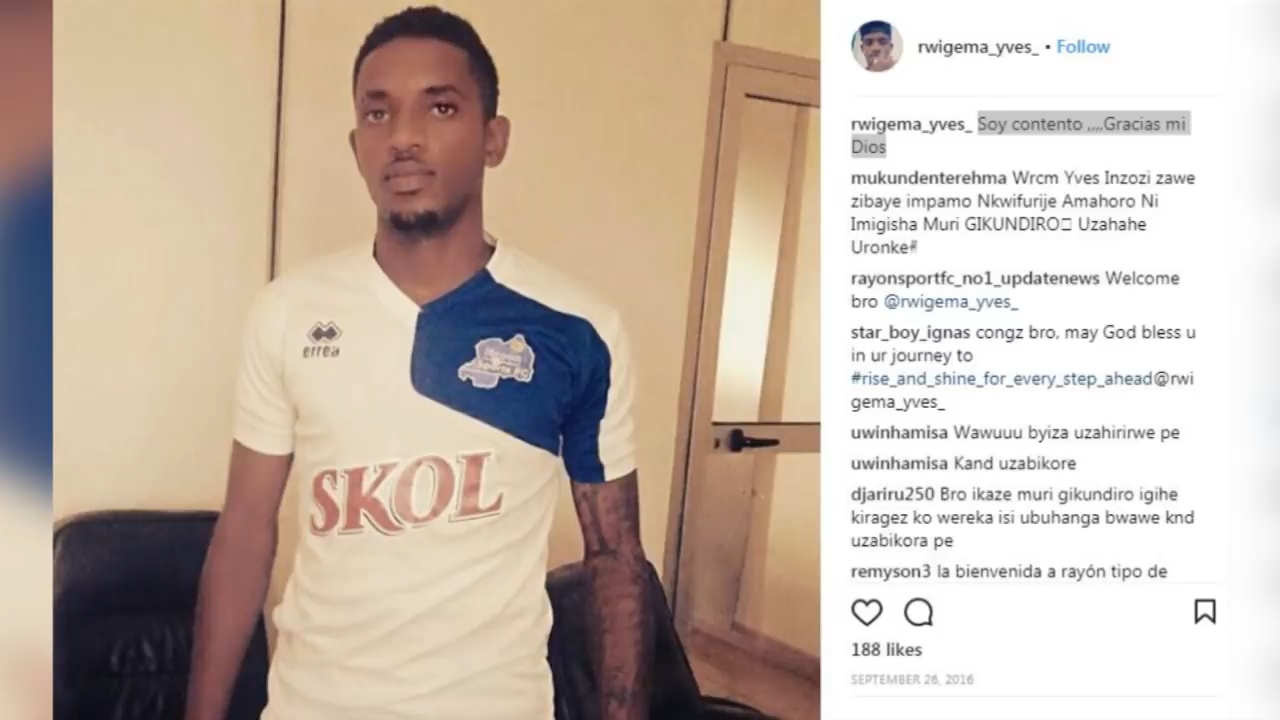 errea
SKOL
rwigema_yves_ • Follow
rwigema_yves_ Soy contento ,,,,Gracias mi
Dios
mukundenterehma Wrcm Yves Inzozi zawe
zibaye impamo Nkwifurije Amahoro Ni
Imigisha Muri GIKUNDIRO□ Uzahahe
Uronke
rayonsportfc_no1_updatenews Welcome
bro @rwigema_yves_
star_boy_ignas congz bro, may God bless u
in ur journey to
#rise_and_shine_for_every_step_ahead@rwi
gema_yves_
uwinhamisa Wawuuu byiza uzahirirwe pe
uwinhamisa Kand uzabikore
djariru250 Bro ikaze muri gikundiro igihe
kiragez ko wereka isi ubuhanga bwawe knd
uzabikora pe
remyson3 la bienvenida a rayón tipo de
188 likes
SEPTEMBER 26, 2016